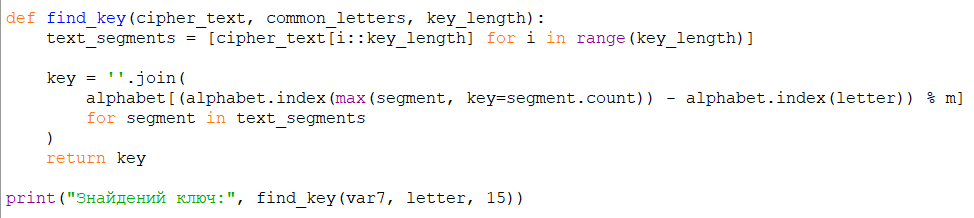 def find_key(cipher_text, common_letters, key_length):
    text_segments = [cipher_text[i::key_length] for i in range(key_length)]

    key = ''.join(
        alphabet[(alphabet.index(max(segment, key=segment.count)) - alphabet.index(letter)) % m]
        for segment in text_segments
    )
    return key

print("Знайдений ключ:", find_key(var7, letter, 15))